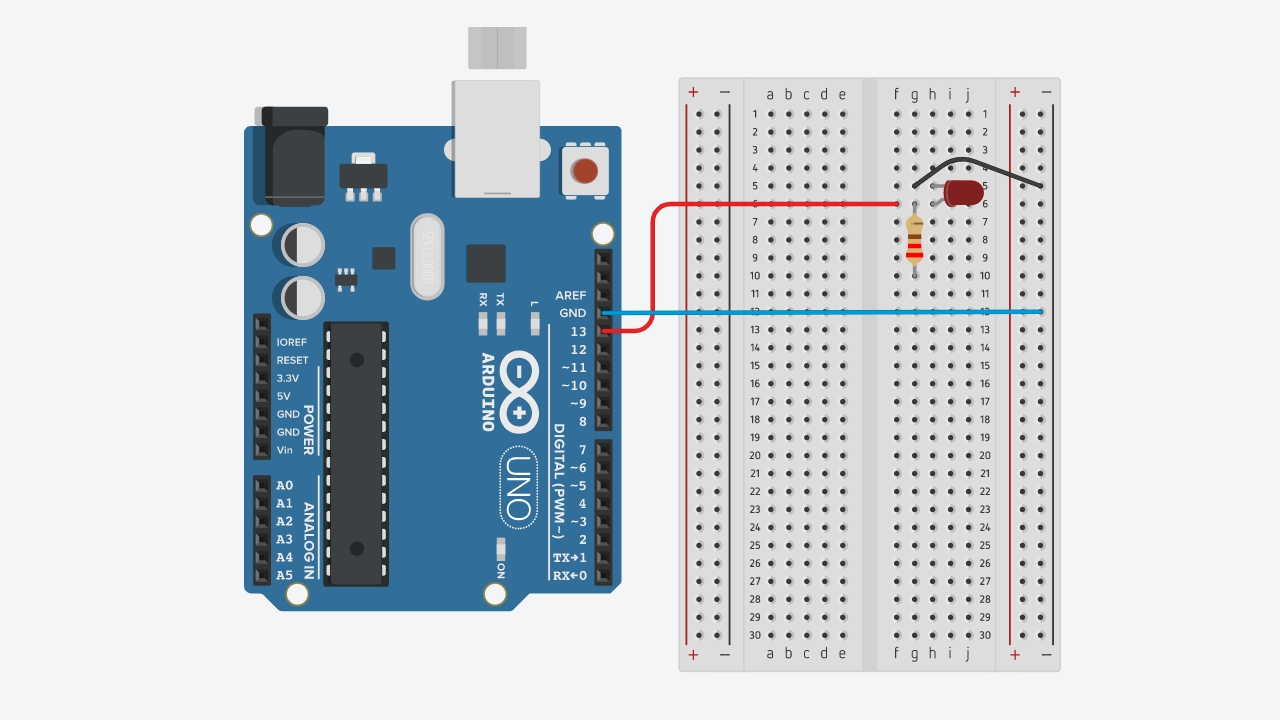 SPK16.000G
RX
TX
L
AREF
GND
13
12
~11
~10
~9
8
7
~6
~5
4
~3
2
TX→1
RX←0
DIGITAL (PWM ~)
IOREF
RESET
3.3V
5V
GND
GND
Vin
POWER
A0
A1
A2
A3
A4
A5
ANALOG IN
ARDUINO
UNO
ON
+ − a b c d e f g h i j + −
1 1
2 2
3 3
4 4
5 5
6 6
7 7
8 8
9 9
10 10
11 11
12 12
13 13
14 14
15 15
16 16
17 17
18 18
19 19
20 20
21 21
22 22
23 23
24 24
25 25
26 26
27 27
28 28
29 29
30 30
+ − a b c d e f g h i j + −